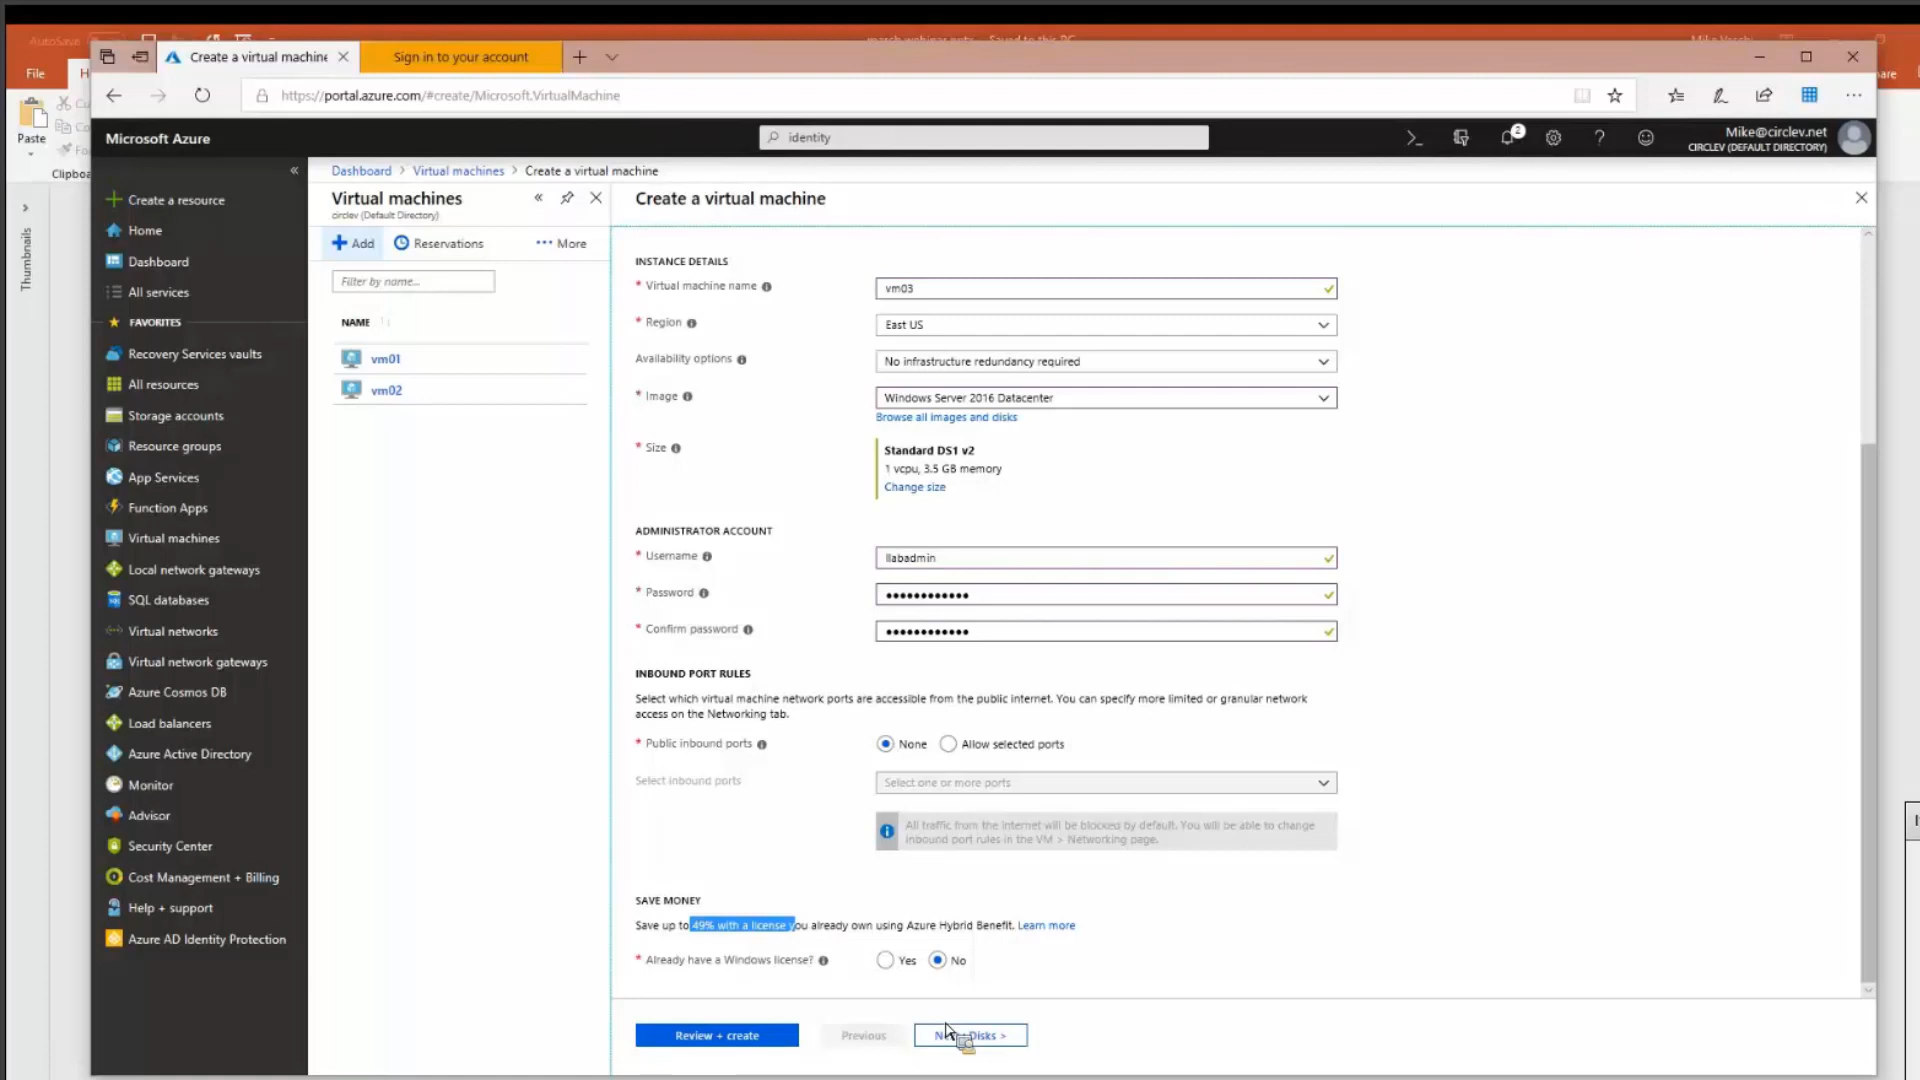 AutoSave
File
Paste
Create a virtual machine
Sign in to your account
https://portal.azure.com/#create/Microsoft.VirtualMachine
Microsoft Azure
identity
2
Mike@circlev.net
CIRCLEV (DEFAULT DIRECTORY)
Thumbnails
Create a resource
Home
Dashboard
All services
FAVORITES
Recovery Services vaults
All resources
Storage accounts
Resource groups
App Services
Function Apps
Virtual machines
Local network gateways
SQL databases
Virtual networks
Virtual network gateways
Azure Cosmos DB
Load balancers
Azure Active Directory
Monitor
Advisor
Security Center
Cost Management + Billing
Help + support
Azure AD Identity Protection
Dashboard > Virtual machines > Create a virtual machine
Virtual machines
circlev (Default Directory)
Add
Reservations
More
Filter by name...
NAME
vm01
vm02
Create a virtual machine
INSTANCE DETAILS
* Virtual machine name
vm03
* Region
East US
Availability options
No infrastructure redundancy required
* Image
Windows Server 2016 Datacenter
Browse all images and disks
* Size
Standard DS1 v2
1 vcpu, 3.5 GB memory
Change size
ADMINISTRATOR ACCOUNT
* Username
llabadmin
* Password
••••••••••••
* Confirm password
••••••••••••
INBOUND PORT RULES
Select which virtual machine network ports are accessible from the public internet. You can specify more limited or granular network
access on the Networking tab.
* Public inbound ports
None
Allow selected ports
Select inbound ports
Select one or more ports
All traffic from the internet will be blocked by default. You will be able to change
inbound port rules in the VM > Networking page.
SAVE MONEY
Save up to 49% with a license you already own using Azure Hybrid Benefit. Learn more
* Already have a Windows license?
Yes
No
Review + create
Previous
Disks >